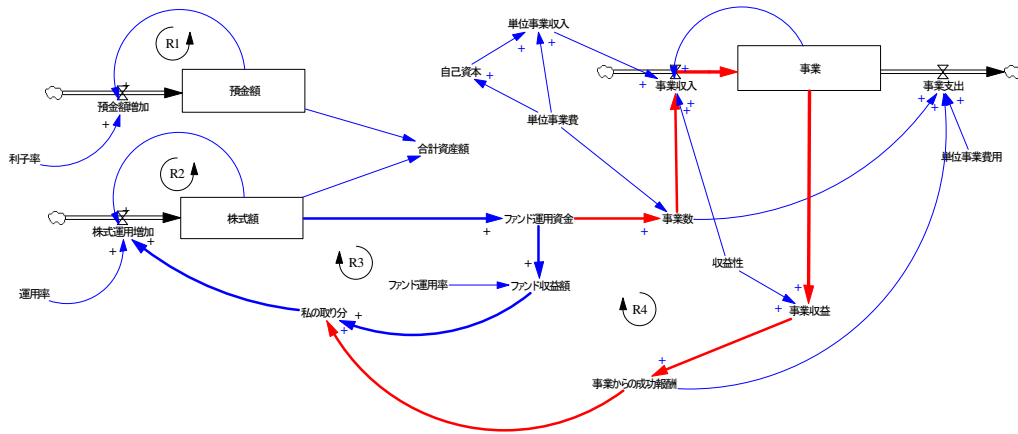 R1
預金額
預金額増加
利子率
合計資産額
R2
株式額
株式運用増加
運用率
R3
ファンド運用資金
ファンド運用率
ファンド収益額
私の取り分
単位事業収入
自己資本
単位事業費
事業収入
事業
事業支出
単位事業費用
事業数
収益性
R4
事業収益
事業からの成功報酬